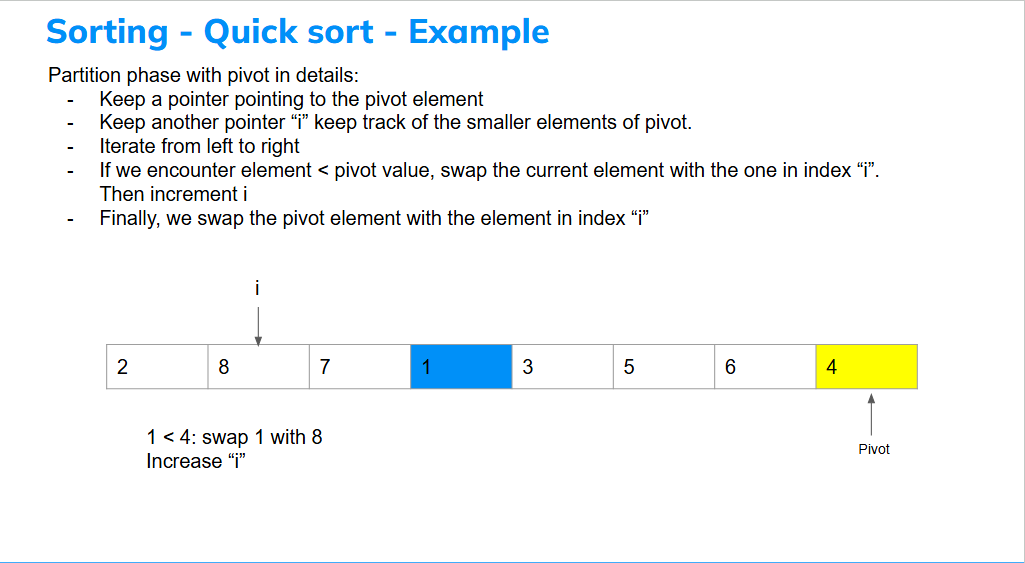 Sorting - Quick sort - Example
Partition phase with pivot in details:
- Keep a pointer pointing to the pivot element
- Keep another pointer “i” keep track of the smaller elements of pivot.
- Iterate from left to right
- If we encounter element < pivot value, swap the current element with the one in index “i”.
Then increment i
- Finally, we swap the pivot element with the element in index “i”
i
2 8 7 1 3 5 6 4
1 < 4: swap 1 with 8
Increase “i”
Pivot